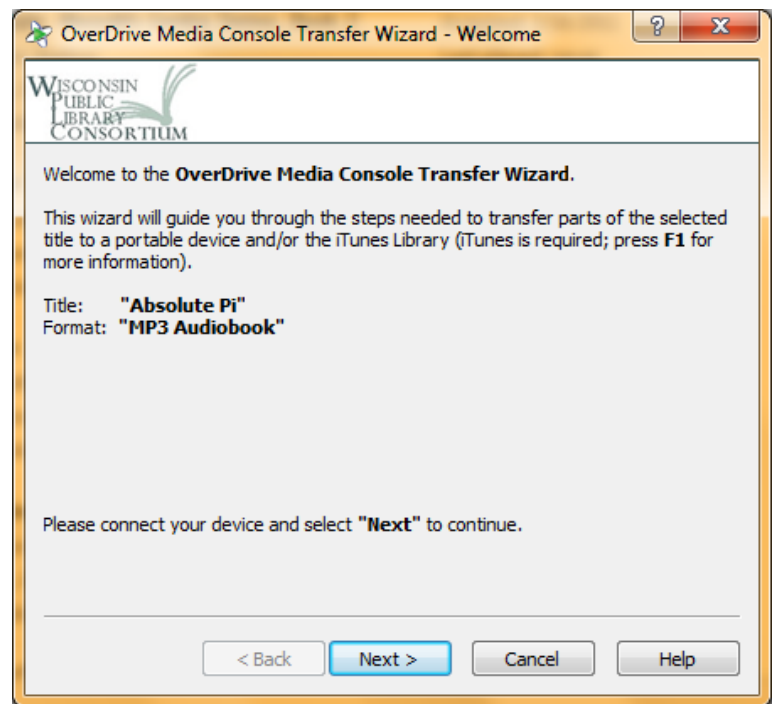 OverDrive Media Console Transfer Wizard - Welcome
? X
WISCONSIN
PUBLIC
LIBRARY
CONSORTIUM
Welcome to the OverDrive Media Console Transfer Wizard.
This wizard will guide you through the steps needed to transfer parts of the selected
title to a portable device and/or the iTunes Library (iTunes is required; press F1 for
more information).
Title: "Absolute Pi"
Format: "MP3 Audiobook"
Please connect your device and select "Next" to continue.
< Back Next > Cancel Help